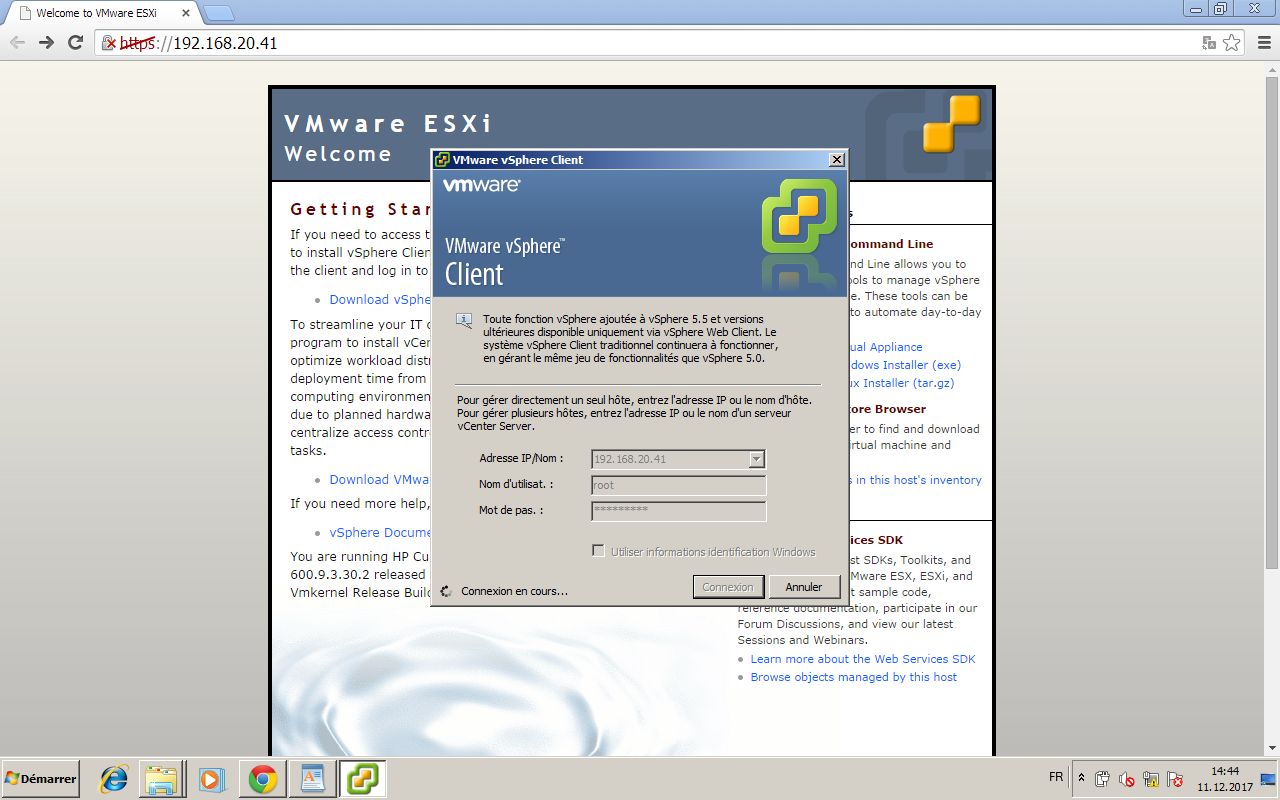 Welcome to VMware ESXi
https://192.168.20.41
VMware ESXi
Welcome
Getting Star
If you need to access t
to install vSphere Clien
the client and log in to
Download vSphe
To streamline your IT o
program to install vCen
optimize workload distr
deployment time from
computing environmen
due to planned hardwa
centralize access contro
tasks.
Download VMwa
If you need more help,
vSphere Docume
You are running HP Cu
600.9.3.30.2 released
Vmkernel Release Build
VMware vSphere Client
vmware
VMware vSphere™
Client
Toute fonction vSphere ajoutée à vSphere 5.5 et versions
ultérieures disponible uniquement via vSphere Web Client. Le
système vSphere Client traditionnel continuera à fonctionner,
en gérant le même jeu de fonctionnalités que vSphere 5.0.
Pour gérer directement un seul hôte, entrez l'adresse IP ou le nom d'hôte.
Pour gérer plusieurs hôtes, entrez l'adresse IP ou le nom d'un serveur
vCenter Server.
Adresse IP/Nom :
192.168.20.41
Nom d'utilisat. :
root
Mot de pas. :
*********
Utiliser informations identification Windows
Connexion en cours...
Connexion
Annuler
s
ommand Line
nd Line allows you to
ools to manage vSphere
e. These tools can be
to automate day-to-day
ual Appliance
dows Installer (exe)
ux Installer (tar.gz)
ore Browser
er to find and download
virtual machine and
s in this host's inventory
ices SDK
st SDKs, Toolkits, and
Mware ESX, ESXi, and
t sample code,
reference documentation, participate in our
Forum Discussions, and view our latest
Sessions and Webinars.
Learn more about the Web Services SDK
Browse objects managed by this host
Démarrer
FR
14:44
11.12.2017